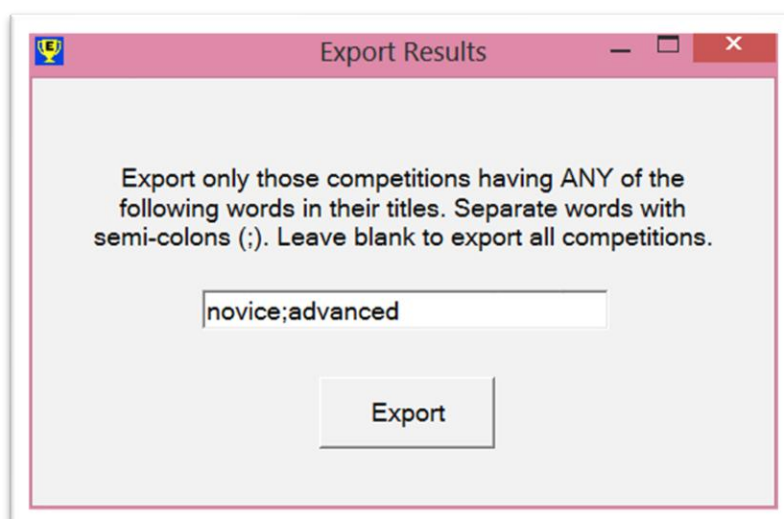 E
Export Results
Export only those competitions having ANY of the
following words in their titles. Separate words with
semi-colons (;). Leave blank to export all competitions.
novice;advanced
Export